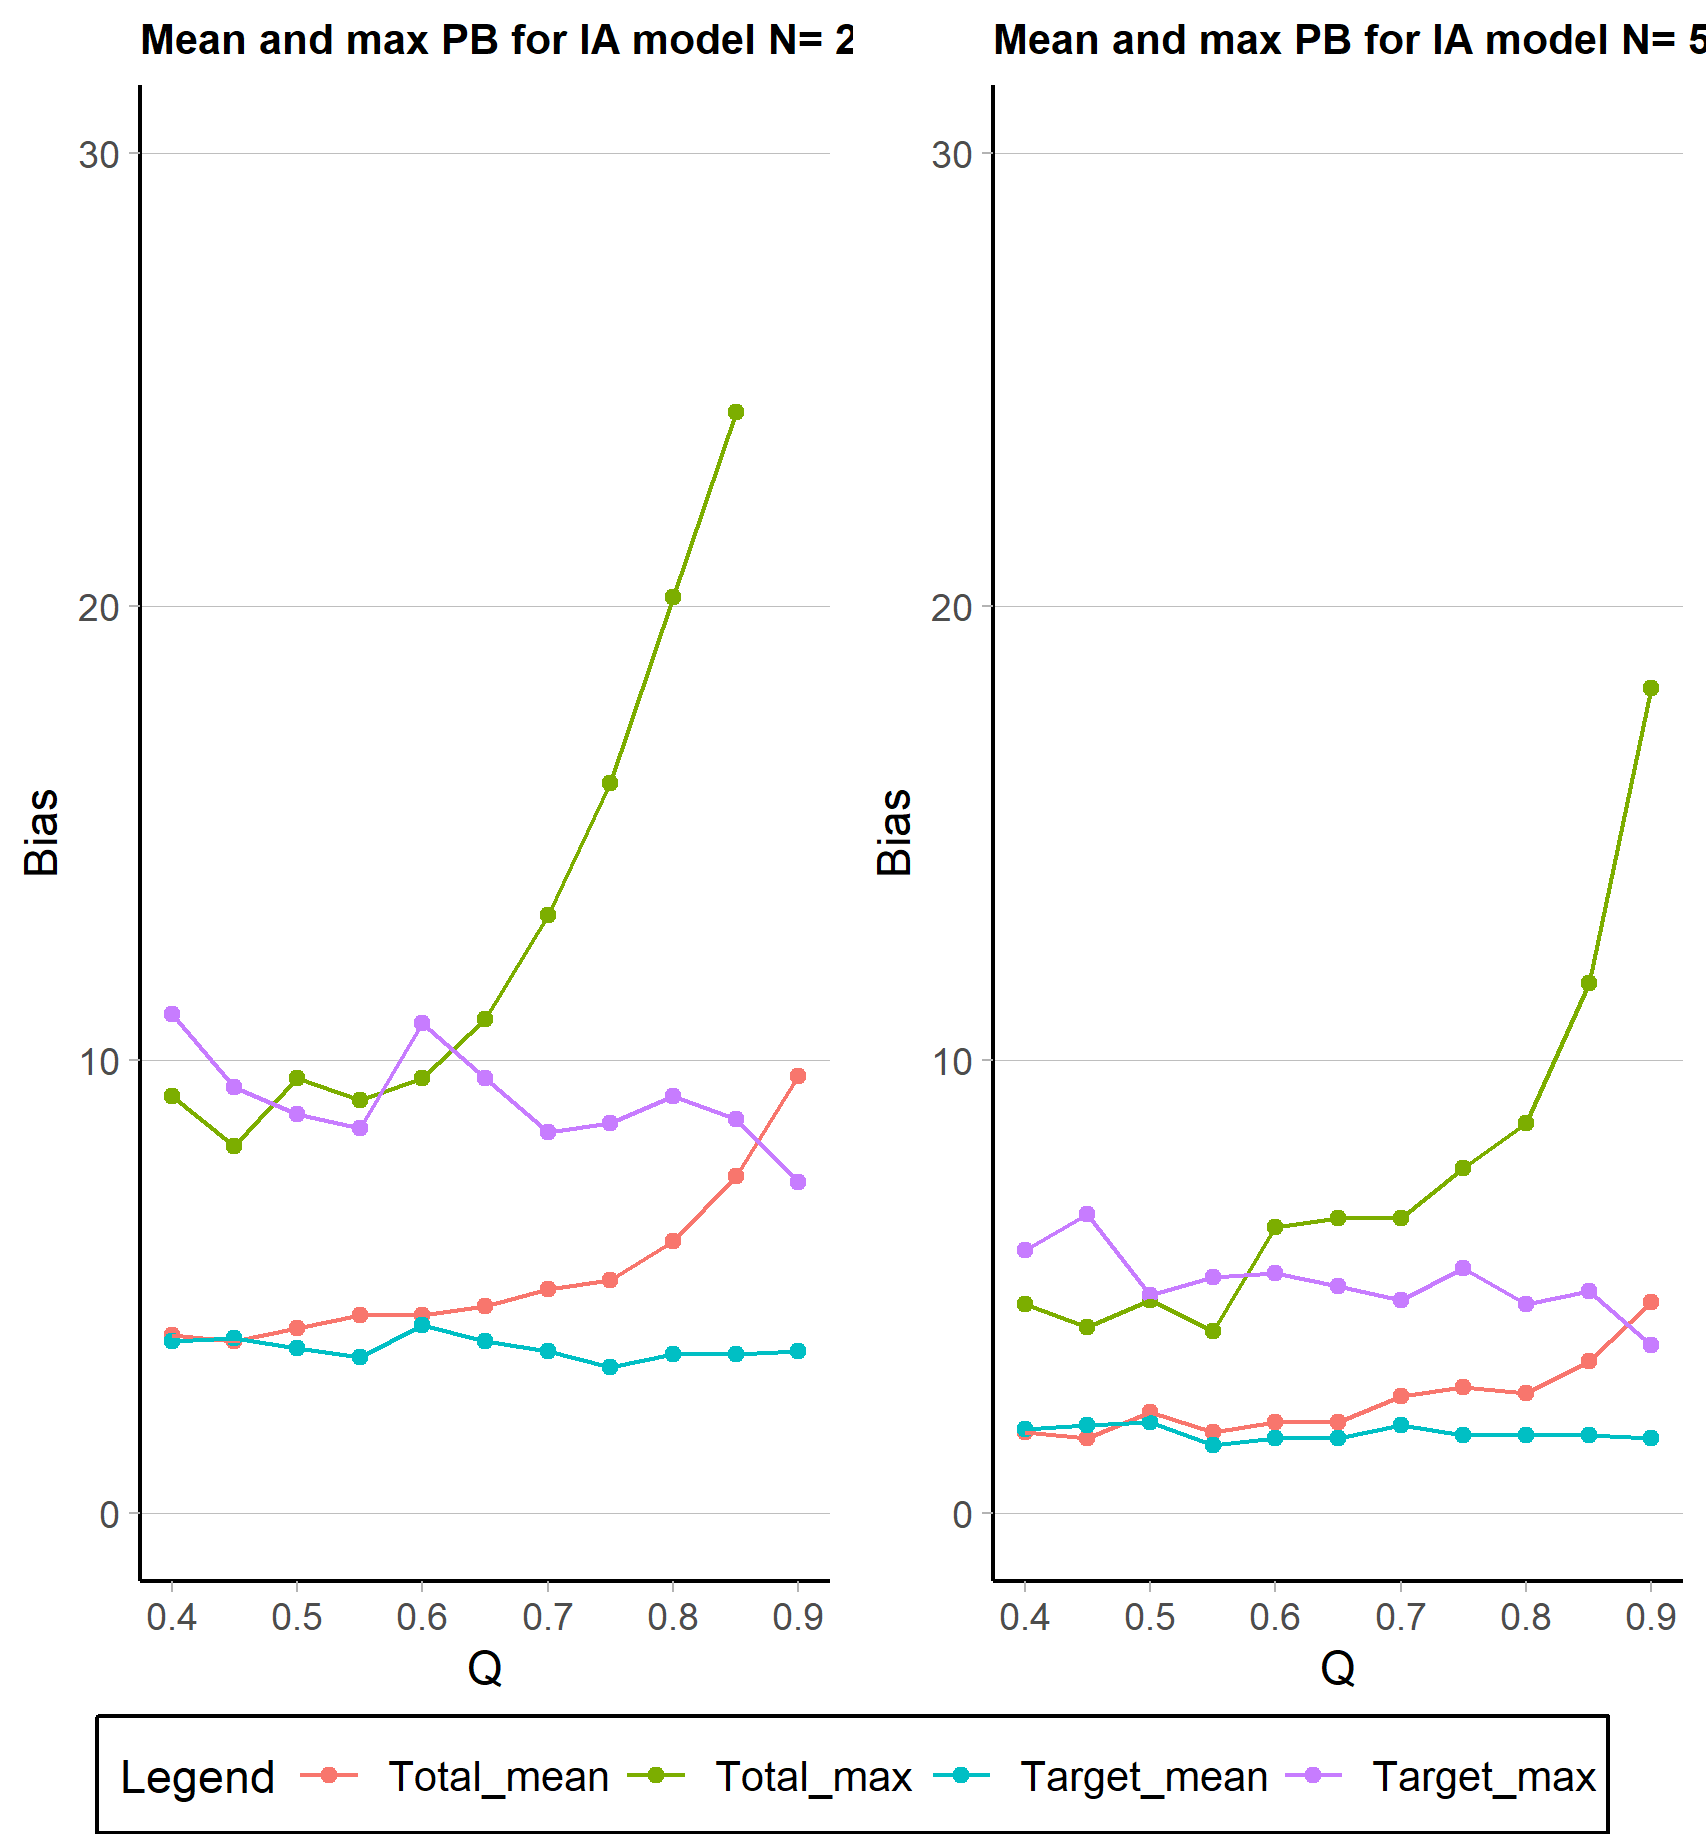 Mean and max PB for IA model N= 2
Mean and max PB for IA model N= 5
30
20
10
0
Bias
0.4 0.5 0.6 0.7 0.8 0.9
Q
30
20
10
0
Bias
0.4 0.5 0.6 0.7 0.8 0.9
Q
Legend Total_mean Total_max Target_mean Target_max